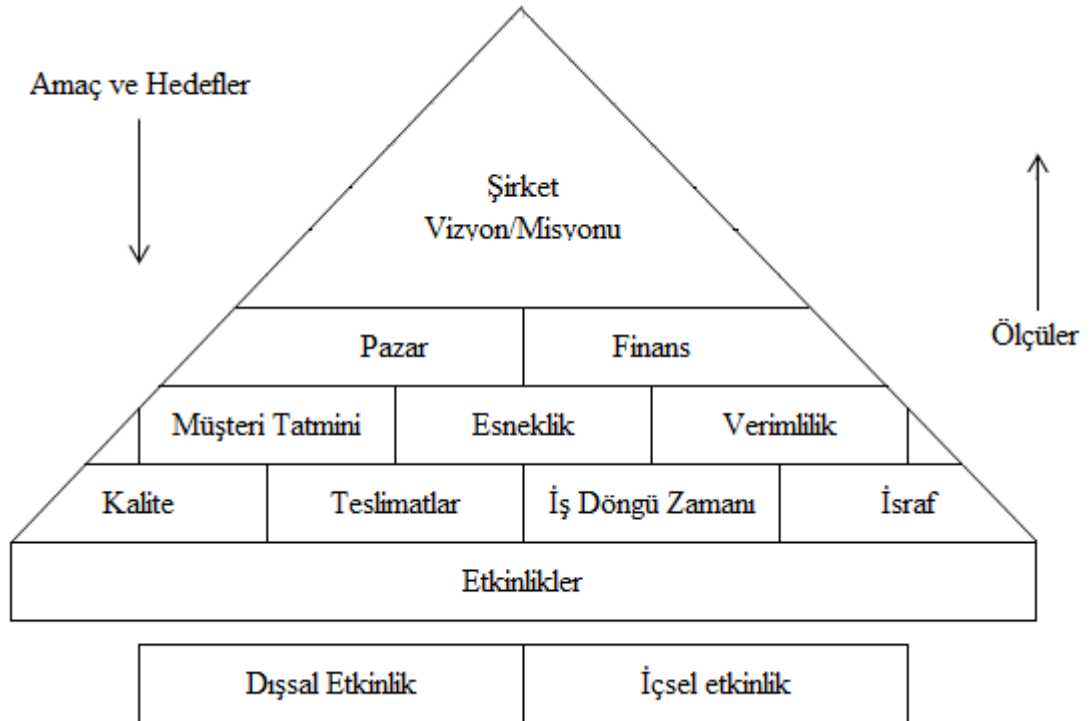 Amaç ve Hedefler
Şirket
Vizyon/Misyonu
Ölçüler
Pazar
Finans
Müşteri Tatmini
Esneklik
Verimlilik
Kalite
Teslimatlar
İş Döngü Zamanı
İsraf
Etkinlikler
Dışsal Etkinlik
İçsel etkinlik